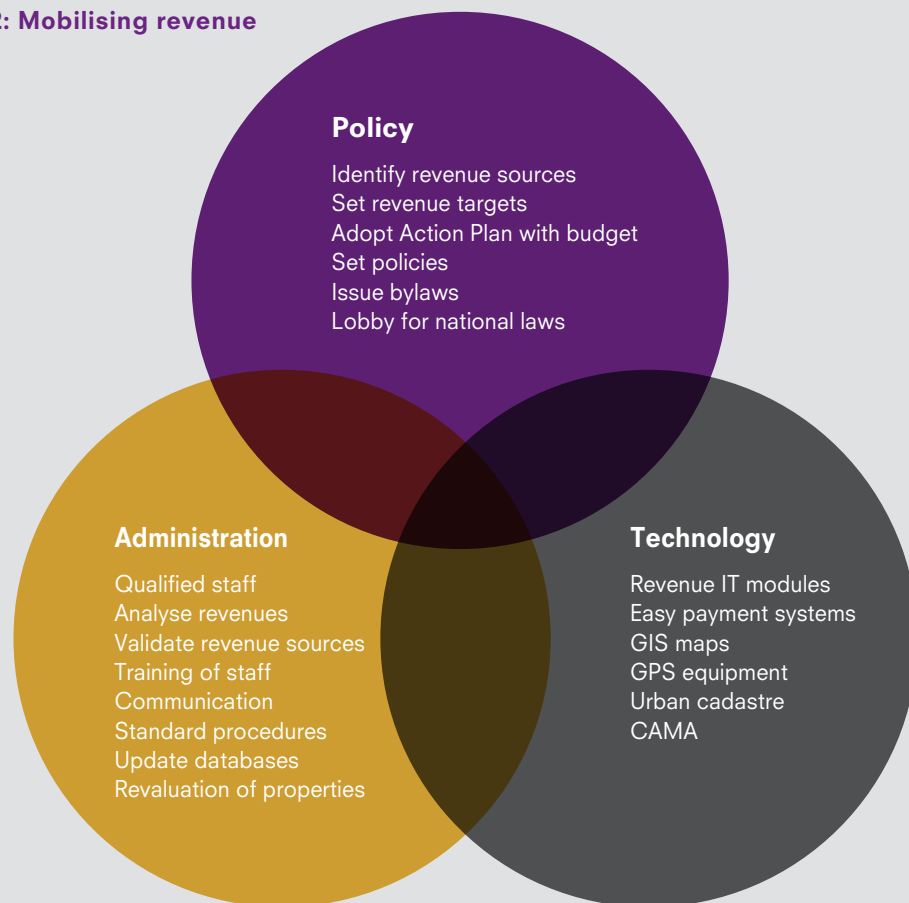 2: Mobilising revenue
Policy
Identify revenue sources
Set revenue targets
Adopt Action Plan with budget
Set policies
Issue bylaws
Lobby for national laws
Administration
Qualified staff
Analyse revenues
Validate revenue sources
Training of staff
Communication
Standard procedures
Update databases
Revaluation of properties
Technology
Revenue IT modules
Easy payment systems
GIS maps
GPS equipment
Urban cadastre
CAMA